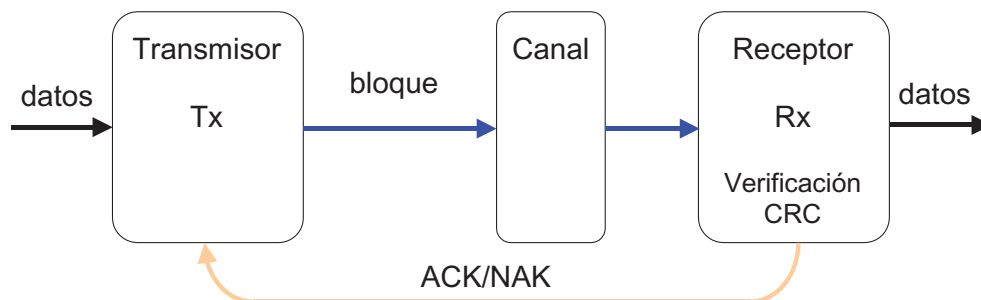 datos
Transmisor
Tx
bloque
Canal
Receptor
Rx
Verificación
CRC
datos
ACK/NAK